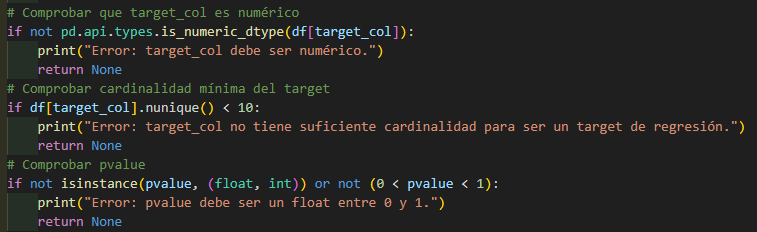 # Comprobar que target_col es numérico
if not pd.api.types.is_numeric_dtype(df[target_col]):
    print("Error: target_col debe ser numérico.")
    return None
# Comprobar cardinalidad mínima del target
if df[target_col].nunique() < 10:
    print("Error: target_col no tiene suficiente cardinalidad para ser un target de regresión.")
    return None
# Comprobar pvalue
if not isinstance(pvalue, (float, int)) or not (0 < pvalue < 1):
    print("Error: pvalue debe ser un float entre 0 y 1.")
    return None